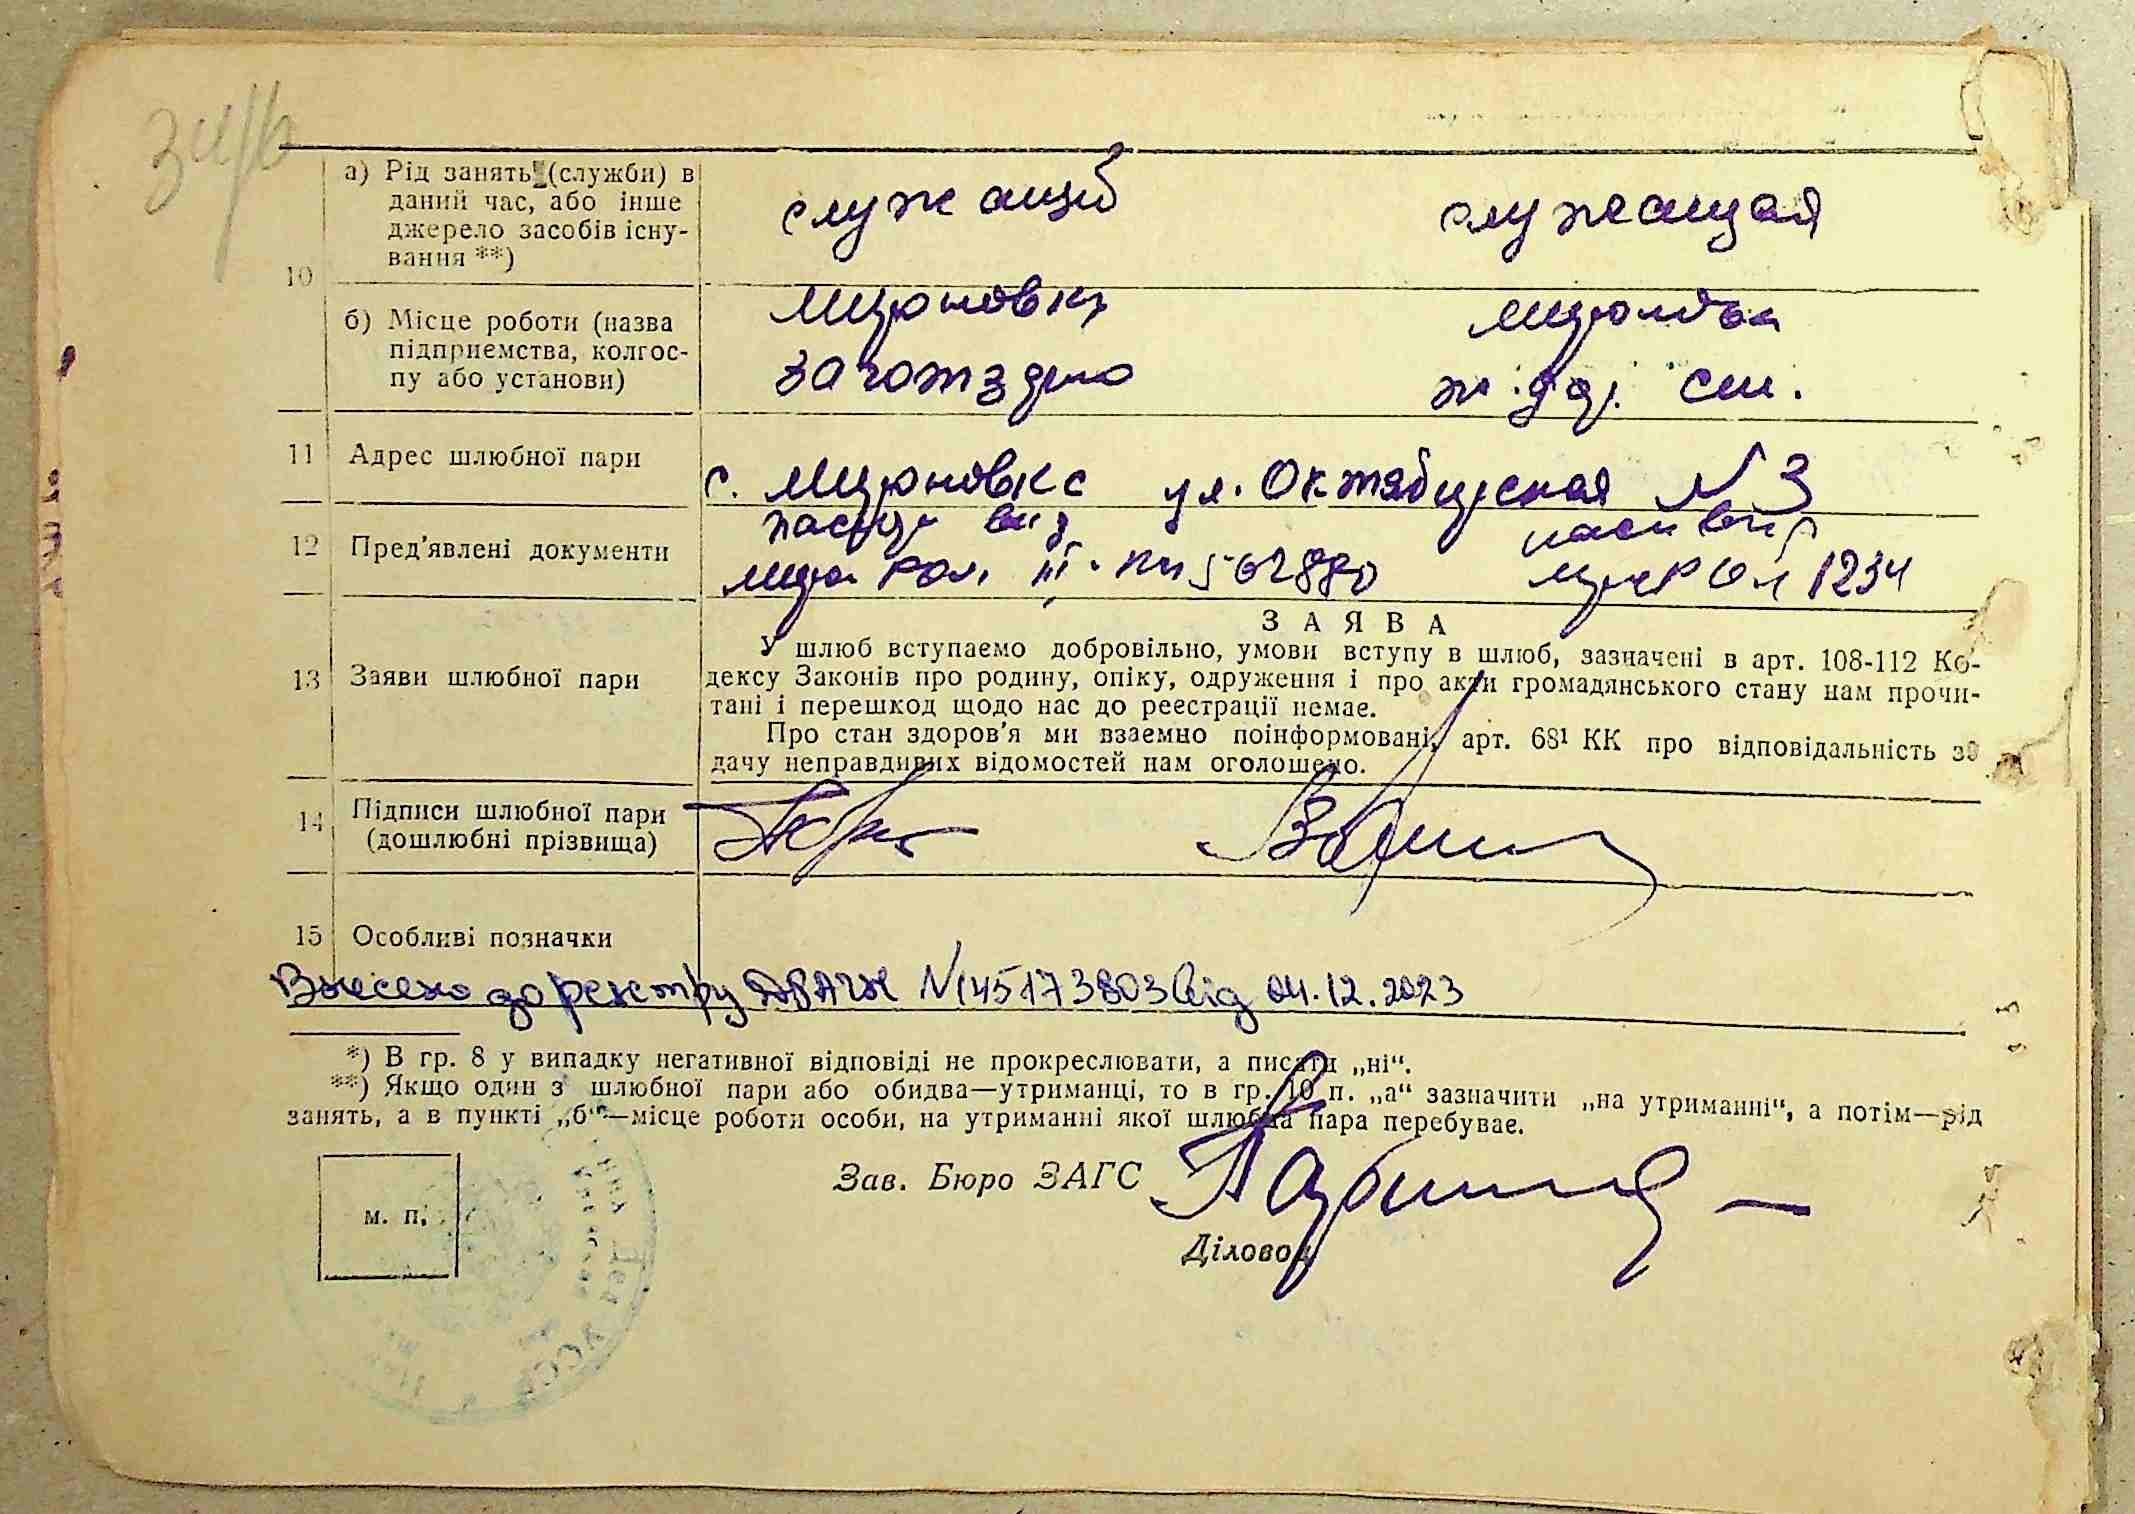 10
а) Рід занять (служби) в
даний час, або інше
джерело засобів існу-
вання **)
служащий
служащая
б) Місце роботи (назва
підприємства, колгос-
пу або установи)
Мироновка
Мироновка
11
Адрес шлюбної пари
с. Мироновка ул. Октябрьская N 3
12
Пред'явлені документи
1234
13
Заяви шлюбної пари
ЗАЯВА
У шлюб вступаємо добровільно, умови вступу в шлюб, зазначені в арт. 108-112 Ко-
дексу Законів про родину, опіку, одруження і про акти громадянського стану нам прочи-
тані і перешкод щодо нас до реєстрації немає.
Про стан здоров'я ми взаємно поінформовані, арт. 68¹ КК про відповідальність за
дачу неправдивих відомостей нам оголошено.
14
Підписи шлюбної пари
(дошлюбні прізвища)
15
Особливі позначки
Внесено до реєстру ДРАЦС N 145173803 від 04.12.2023
*) В гр. 8 у випадку негативної відповіді не прокреслювати, а писати „ні“.
**) Якщо один з шлюбної пари або обидва—утриманці, то в гр. 10 п. „а“ зазначити „на утриманні“, а потім—рід
занять, а в пункті „б“—місце роботи особи, на утриманні якої шлюбна пара перебуває.
м. п.
Зав. Бюро ЗАГС
Діловод